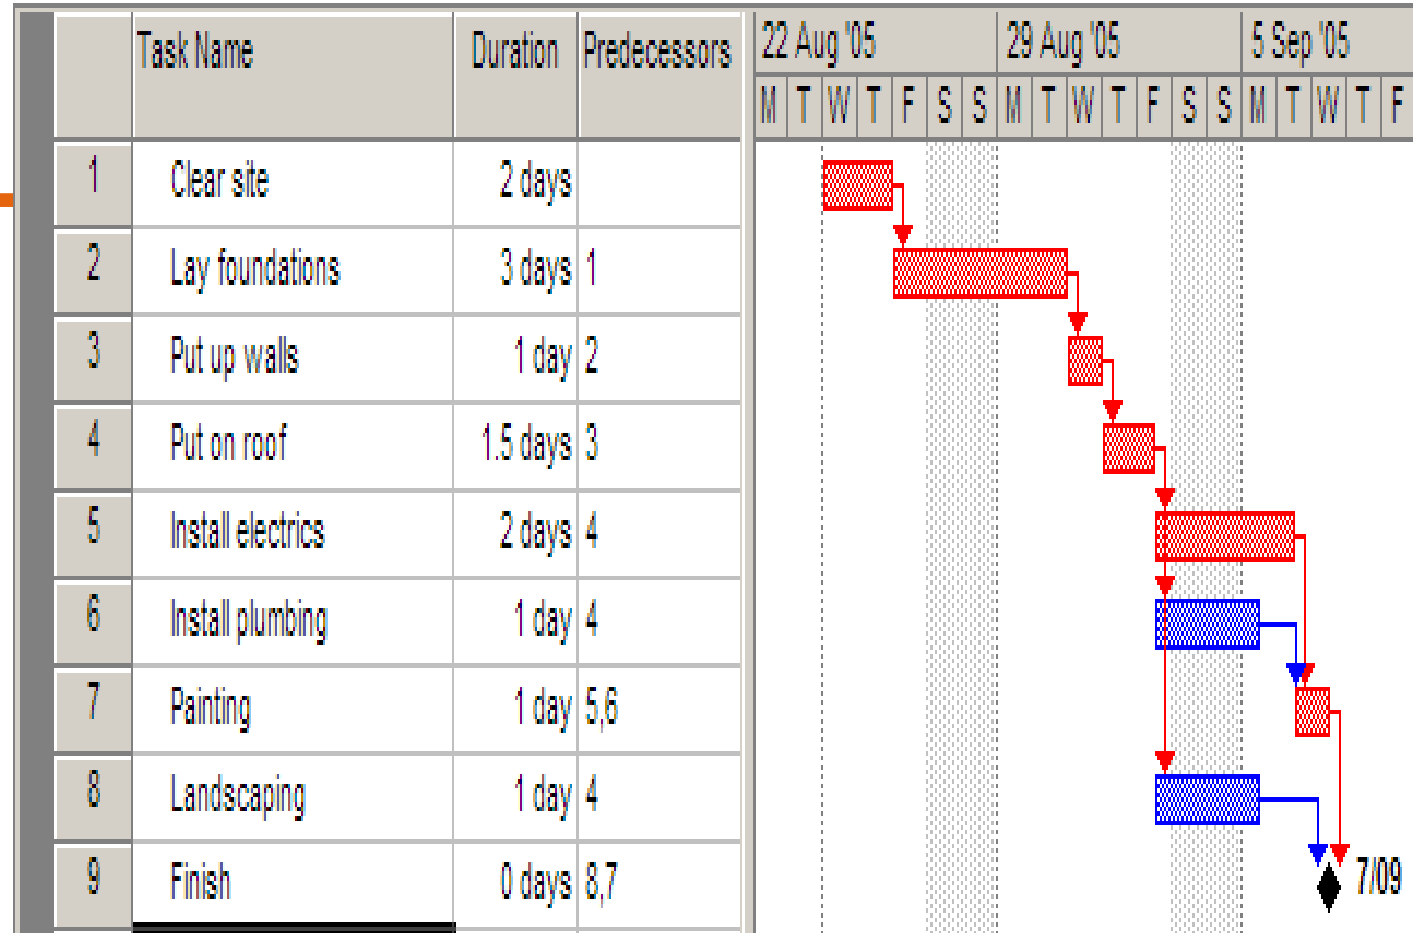 Task Name Duration Predecessors 22 Aug '05 29 Aug '05 5 Sep '05
M T W T F S S M T W T F S S M T W T F
1 Clear site 2 days
2 Lay foundations 3 days 1
3 Put up walls 1 day 2
4 Put on roof 1.5 days 3
5 Install electrics 2 days 4
6 Install plumbing 1 day 4
7 Painting 1 day 5,6
8 Landscaping 1 day 4
9 Finish 0 days 8,7 7/09